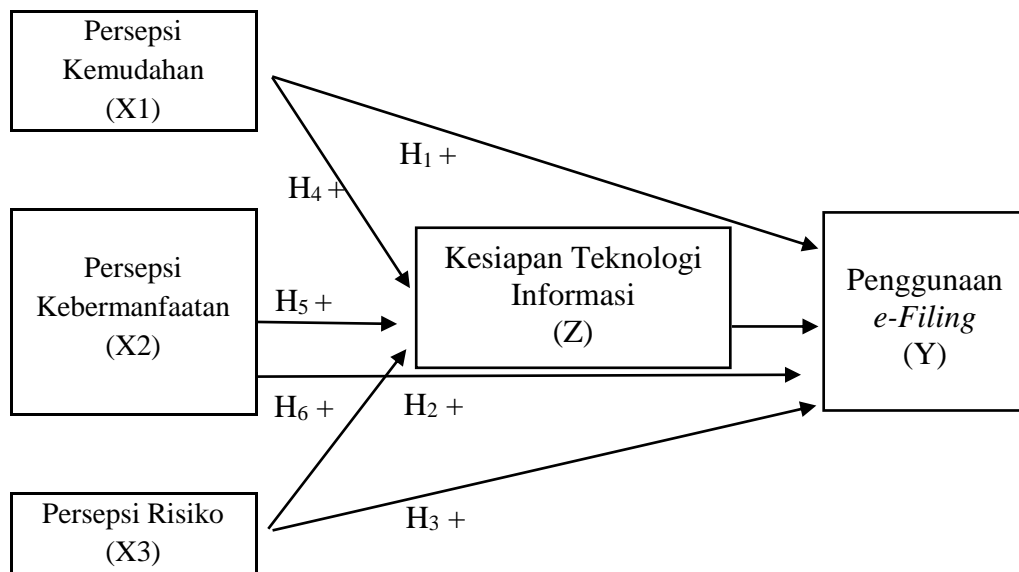 Persepsi
Kemudahan
(X1)
H1 +
H4 +
Persepsi
Kebermanfaatan
(X2)
H5 +
Kesiapan Teknologi
Informasi
(Z)
Penggunaan
e-Filing
(Y)
H6 +
H2 +
Persepsi Risiko
(X3)
H3 +